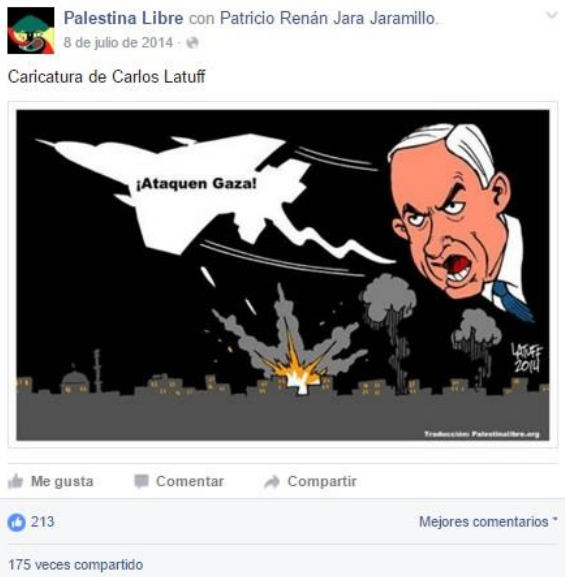 Palestina Libre con Patricio Renán Jara Jaramillo.
8 de julio de 2014 ·
Caricatura de Carlos Latuff
¡Ataquen Gaza!
LATUFF
2014
Traducción: Palestinalibre.org
Me gusta Comentar Compartir
213 Mejores comentarios
175 veces compartido